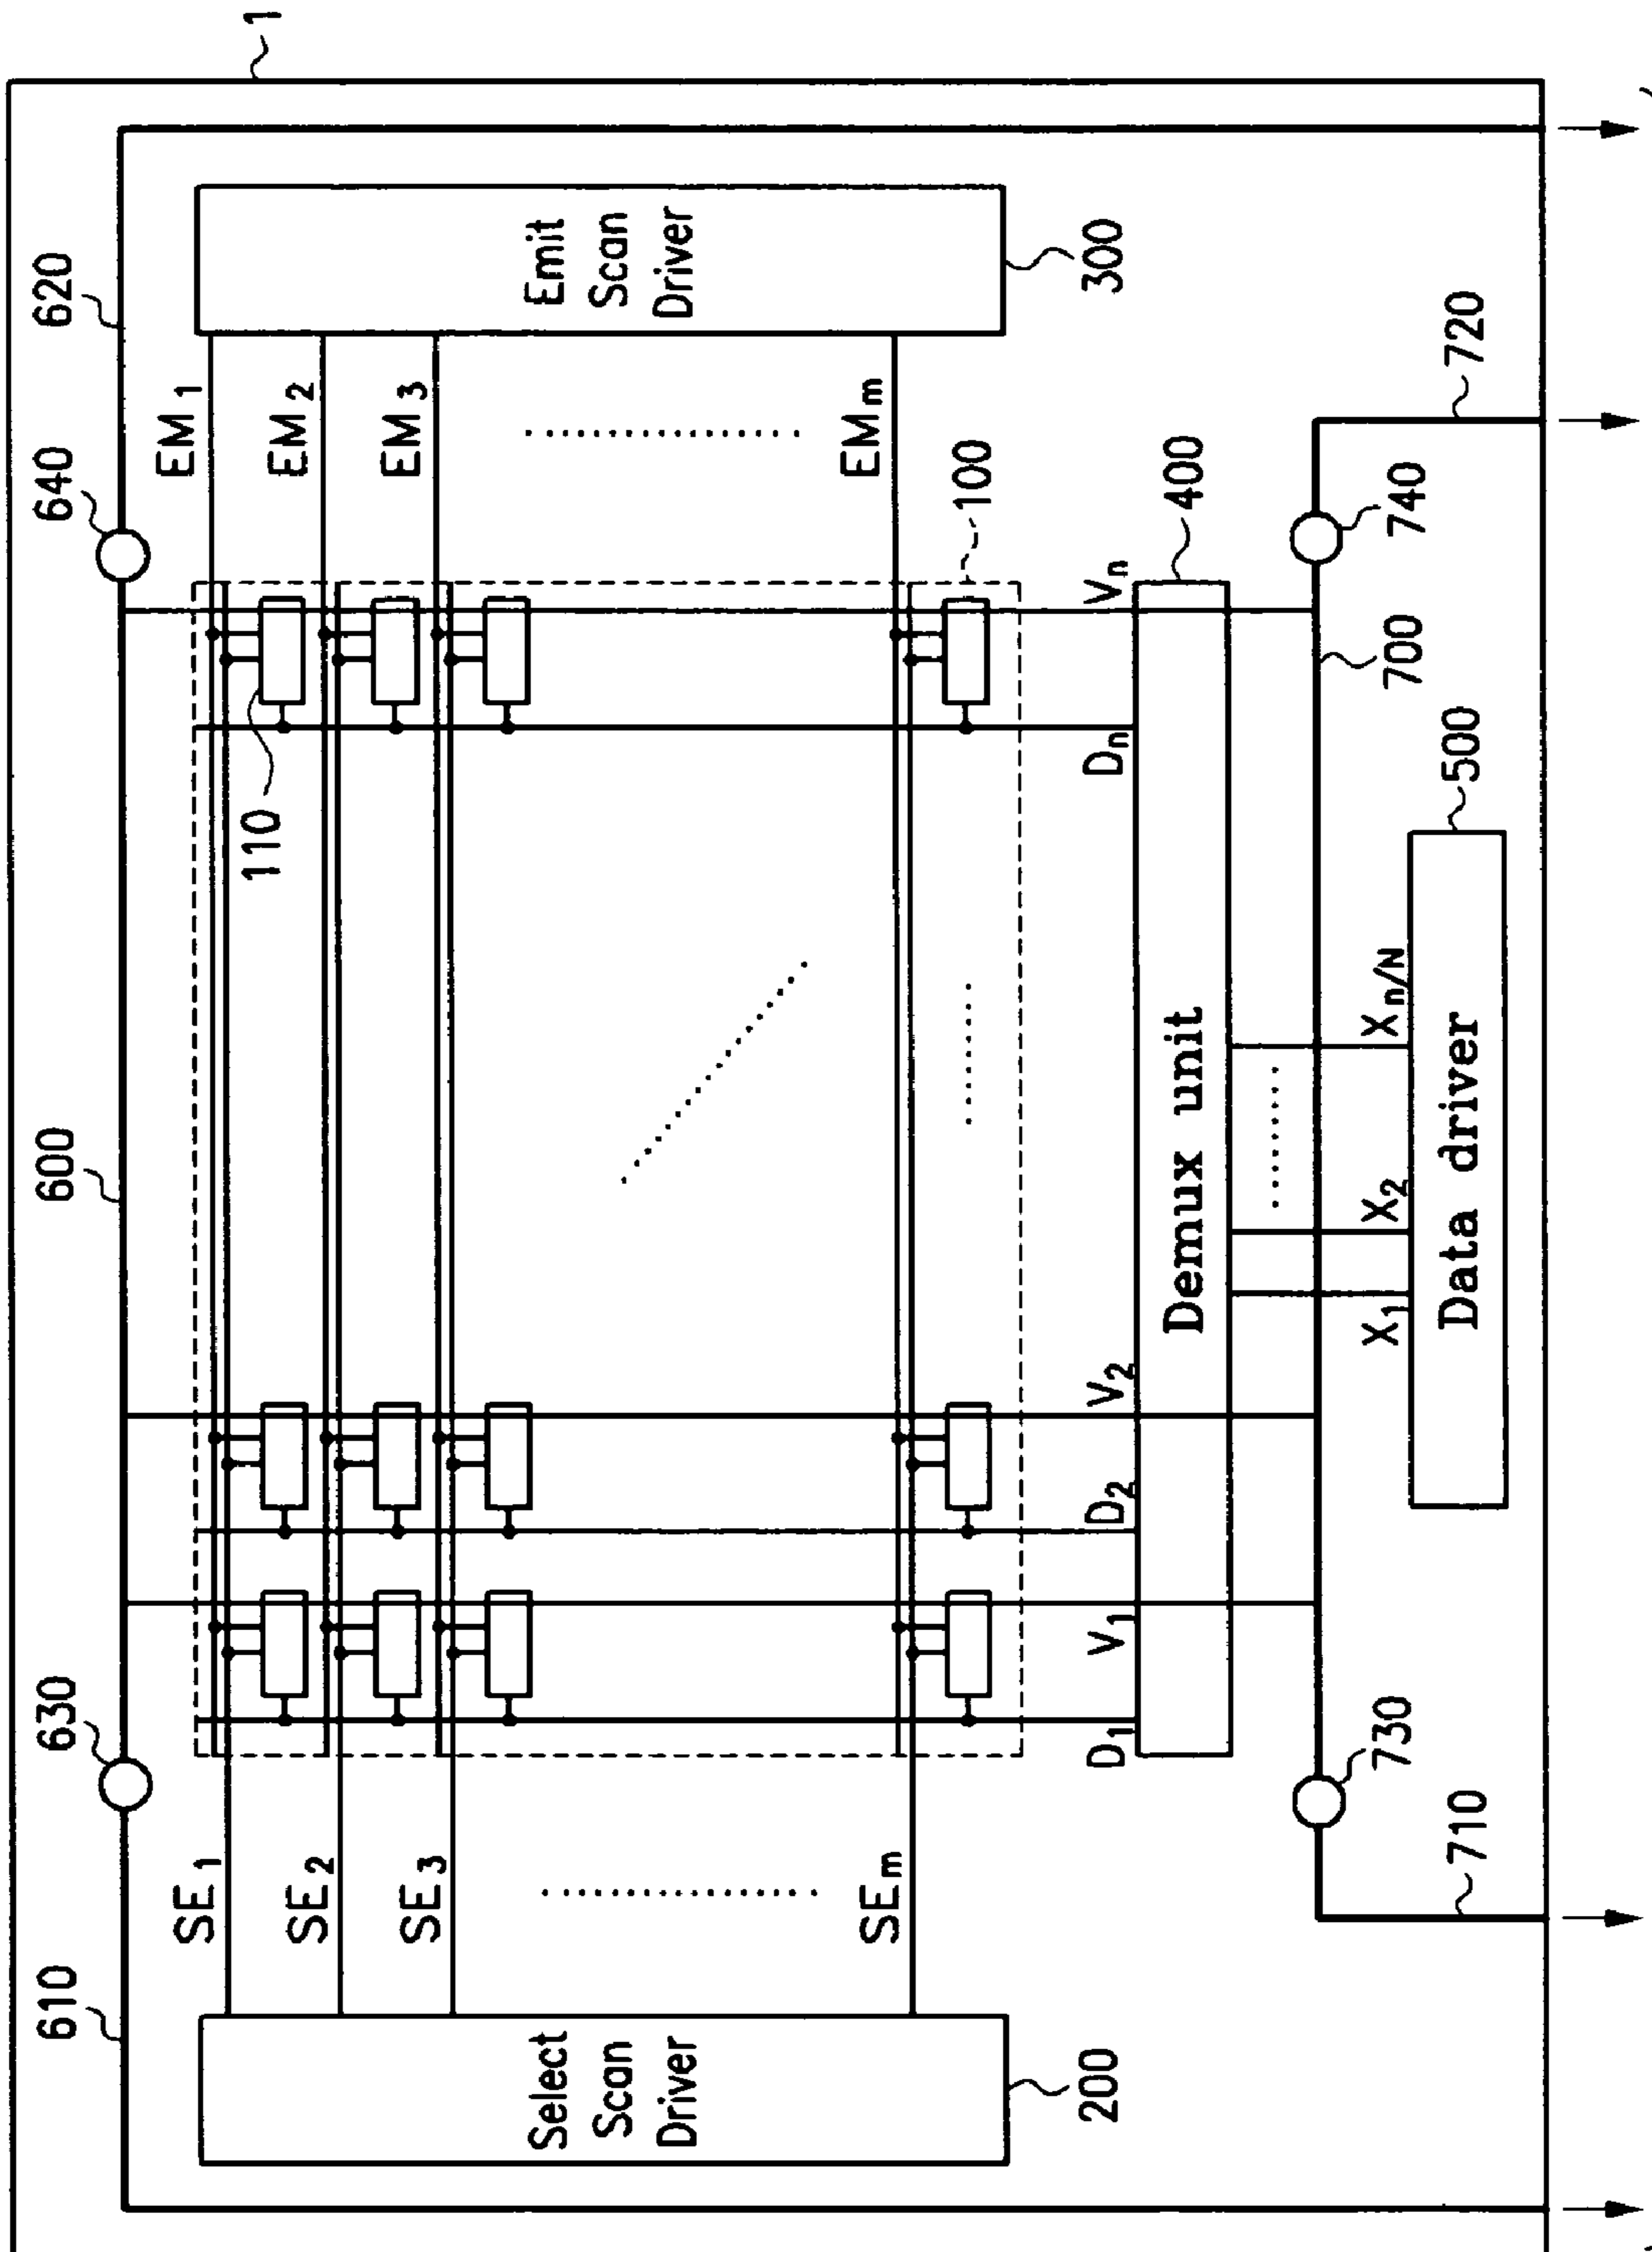 1
610
630
600
640
620
SE1
SE2
SE3
SEm
EM1
EM2
EM3
EMm
Select
Scan
Driver
200
Emit
Scan
Driver
300
110
100
D1
V1
D2
V2
Dn
Vn
Demux unit
400
X1
X2
Xn/N
Data driver
500
700
710
730
740
720